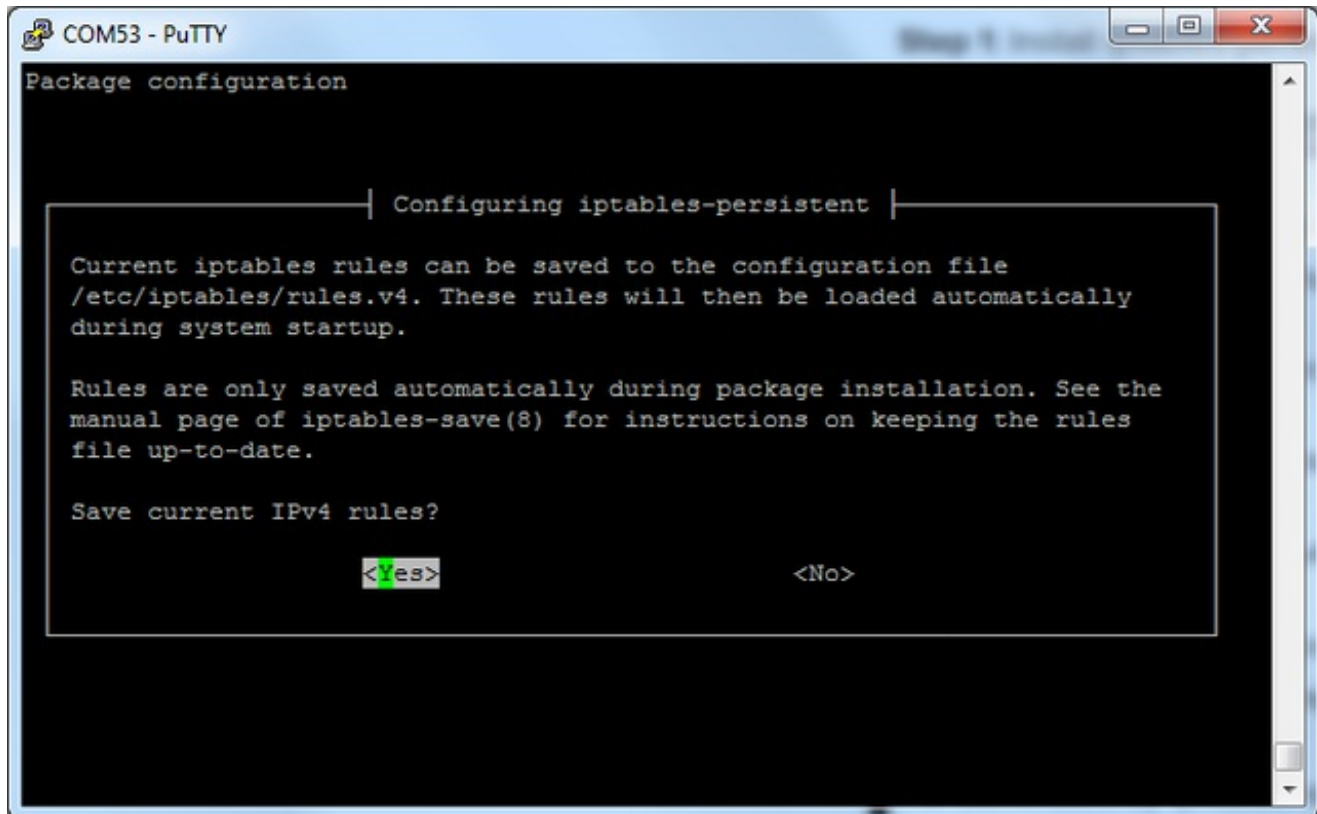 COM53 - PuTTY
Package configuration
Configuring iptables-persistent
Current iptables rules can be saved to the configuration file
/etc/iptables/rules.v4. These rules will then be loaded automatically
during system startup.
Rules are only saved automatically during package installation. See the
manual page of iptables-save(8) for instructions on keeping the rules
file up-to-date.
Save current IPv4 rules?
<Yes> <No>